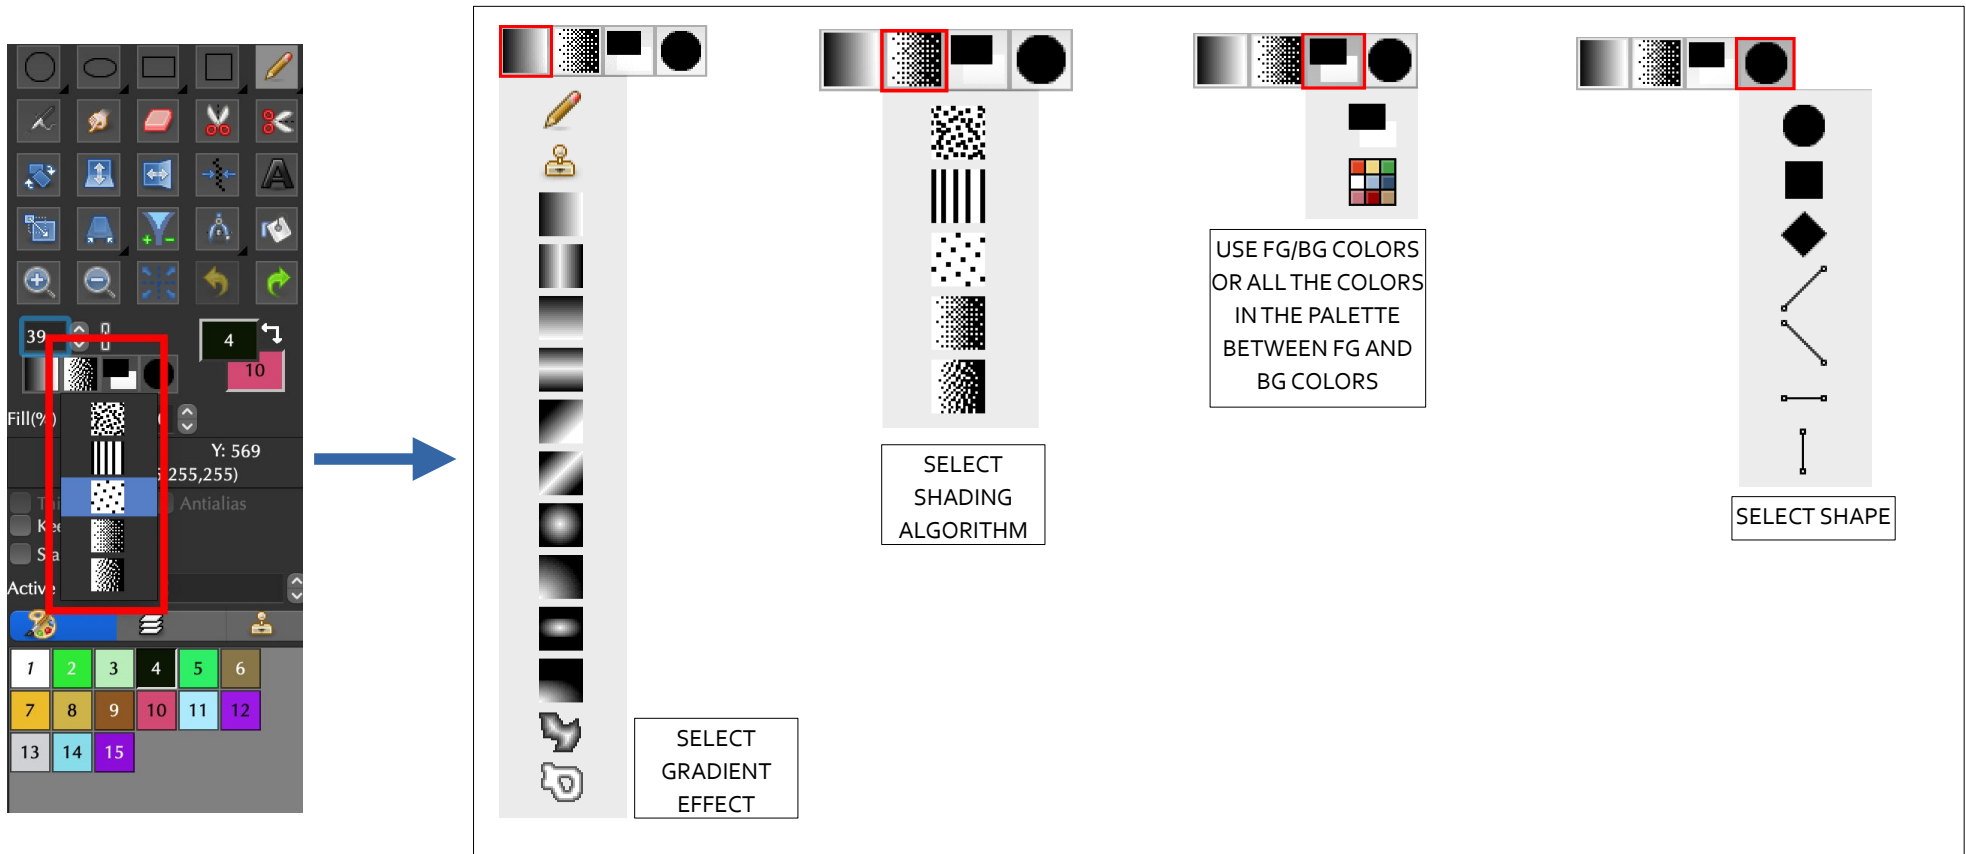 39
4
10
Fill(%)
Y: 569
255,255)
Antialias
Active
1 2 3 4 5 6
7 8 9 10 11 12
13 14 15
SELECT
GRADIENT
EFFECT
SELECT
SHADING
ALGORITHM
USE FG/BG COLORS
OR ALL THE COLORS
IN THE PALETTE
BETWEEN FG AND
BG COLORS
SELECT SHAPE